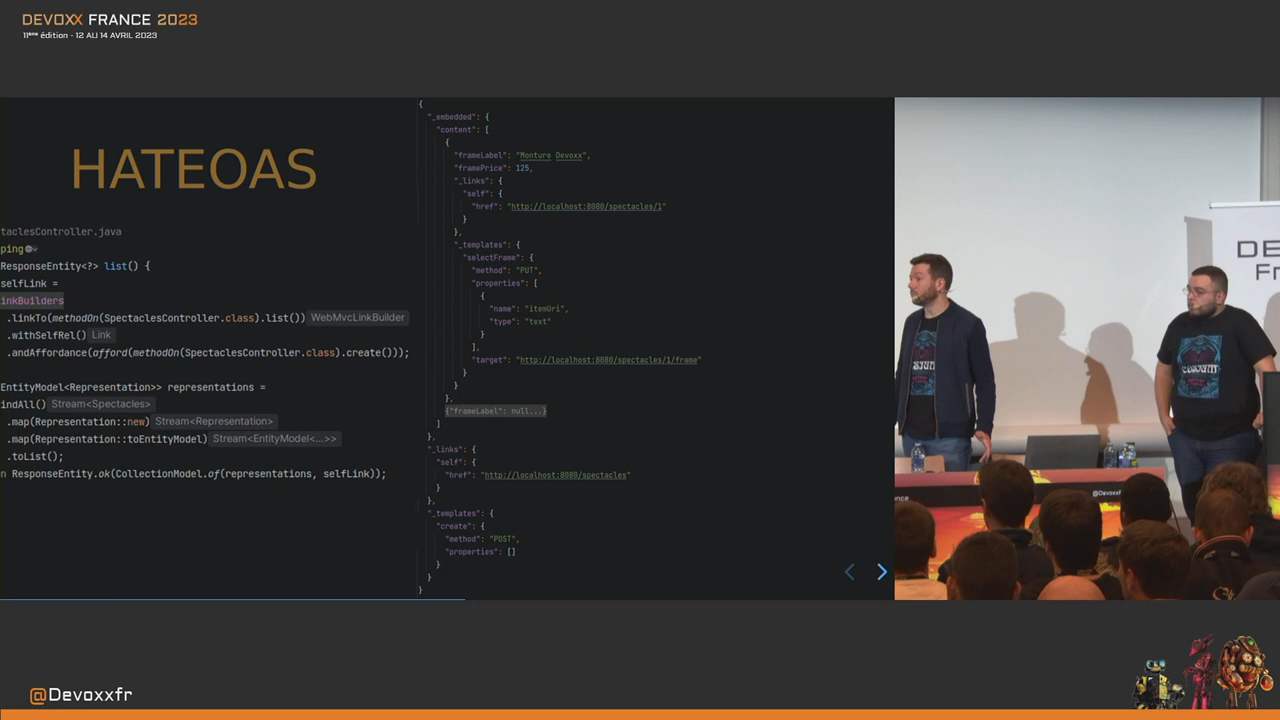 DEVOXX FRANCE 2023
11ème édition - 12 AU 14 AVRIL 2023
HATEOAS
taclesController.java
ping
ResponseEntity<?> list() {
selfLink =
inkBuilders
.linkTo(methodOn(SpectaclesController.class).list()) WebMvcLinkBuilder
.withSelfRel() Link
.andAffordance(afford(methodOn(SpectaclesController.class).create()));
EntityModel<Representation>> representations =
indAll() Stream<Spectacles>
.map(Representation::new) Stream<Representation>
.map(Representation::toEntityModel) Stream<EntityModel<...>>
.toList();
n ResponseEntity.ok(CollectionModel.of(representations, selfLink));
{
"_embedded": {
"content": [
{
"frameLabel": "Monture Devoxx",
"framePrice": 125,
"_links": {
"self": {
"href": "http://localhost:8080/spectacles/1"
}
},
"_templates": {
"selectFrame": {
"method": "PUT",
"properties": [
{
"name": "itemUri",
"type": "text"
}
],
"target": "http://localhost:8080/spectacles/1/frame"
}
}
},
{"frameLabel": null...}
]
},
"_links": {
"self": {
"href": "http://localhost:8080/spectacles"
}
},
"_templates": {
"create": {
"method": "POST",
"properties": []
}
}
}
DE
Fr
@Devoxxf
@Devoxxfr